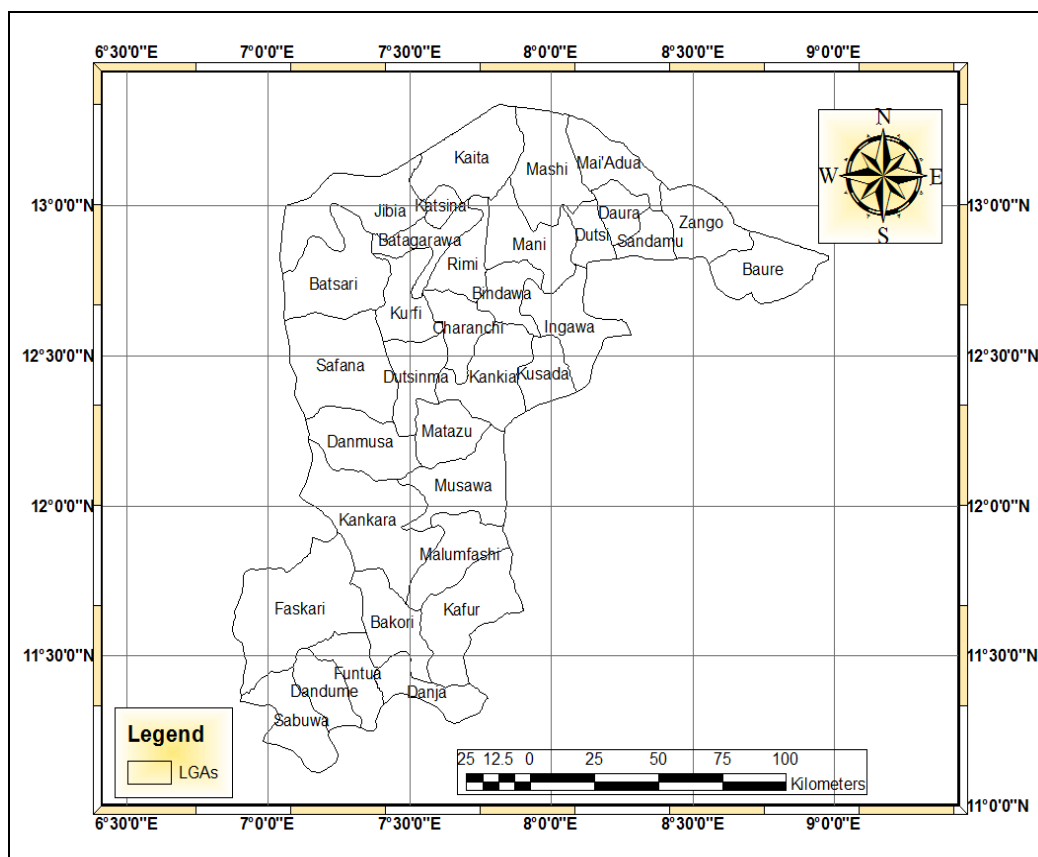 6°30'0"E 7°0'0"E 7°30'0"E 8°0'0"E 8°30'0"E 9°0'0"E
N
W E
S
Kaita
Mashi
Mai'Adua
13°0'0"N 13°0'0"N
Jibia
Katsina
Daura
Zango
Batagarawa
Mani
Dutsi
Sandamu
Rimi
Baure
Batsari
Bindawa
Kurfi
Charanchi
Ingawa
12°30'0"N 12°30'0"N
Safana
Dutsinma
Kankia
Kusada
Danmusa
Matazu
Musawa
12°0'0"N 12°0'0"N
Kankara
Malumfashi
Faskari
Kafur
Bakori
11°30'0"N 11°30'0"N
Funtua
Dandume
Danja
Sabuwa
Legend
LGAs
25 12.5 0 25 50 75 100
Kilometers
11°0'0"N
6°30'0"E 7°0'0"E 7°30'0"E 8°0'0"E 8°30'0"E 9°0'0"E